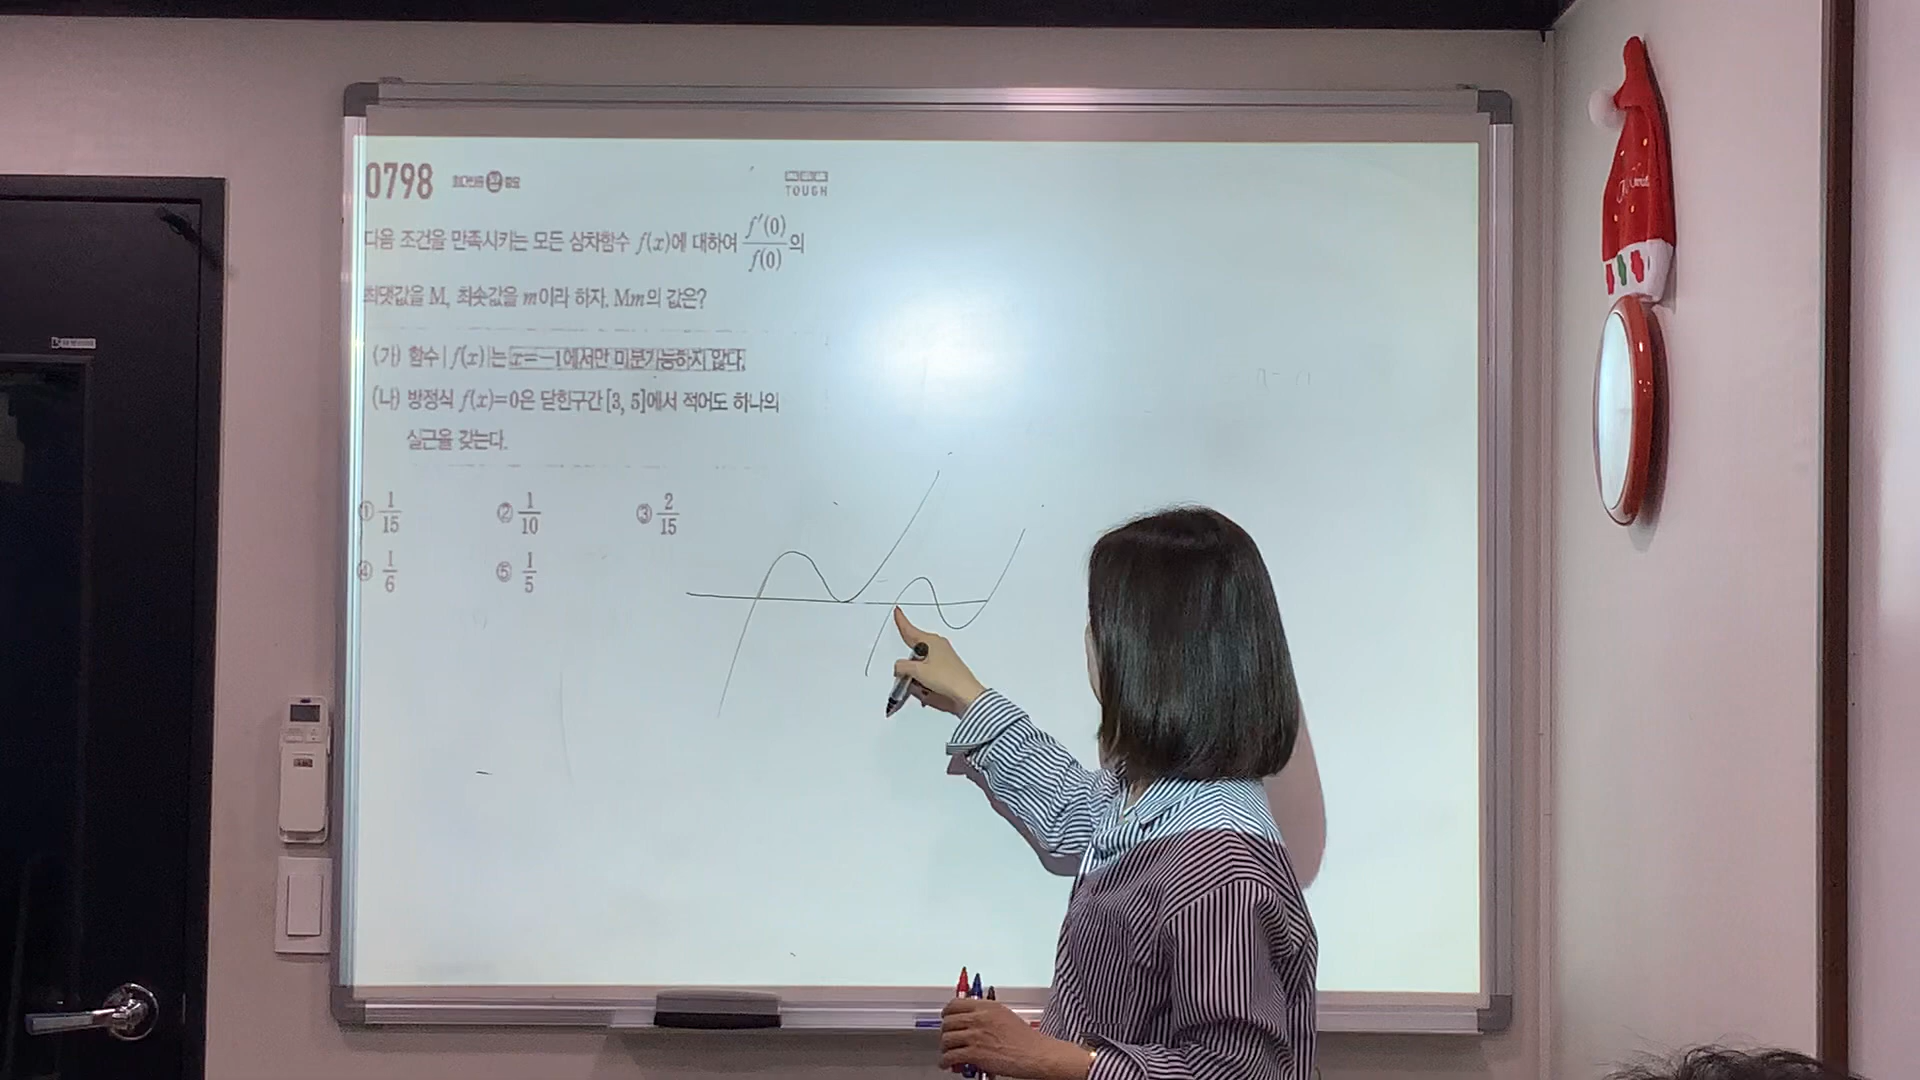 0798
TOUGH
다음 조건을 만족시키는 모든 삼차함수 f(x)에 대하여 f′(0)/f(0)의
최댓값을 M, 최솟값을 m이라 하자. Mm의 값은?
(가) 함수 | f(x)|는 x=−1에서만 미분가능하지 않다.
(나) 방정식 f(x)=0은 닫힌구간 [3, 5]에서 적어도 하나의
실근을 갖는다.
① 1/15 ② 1/10 ③ 2/15
④ 1/6 ⑤ 1/5